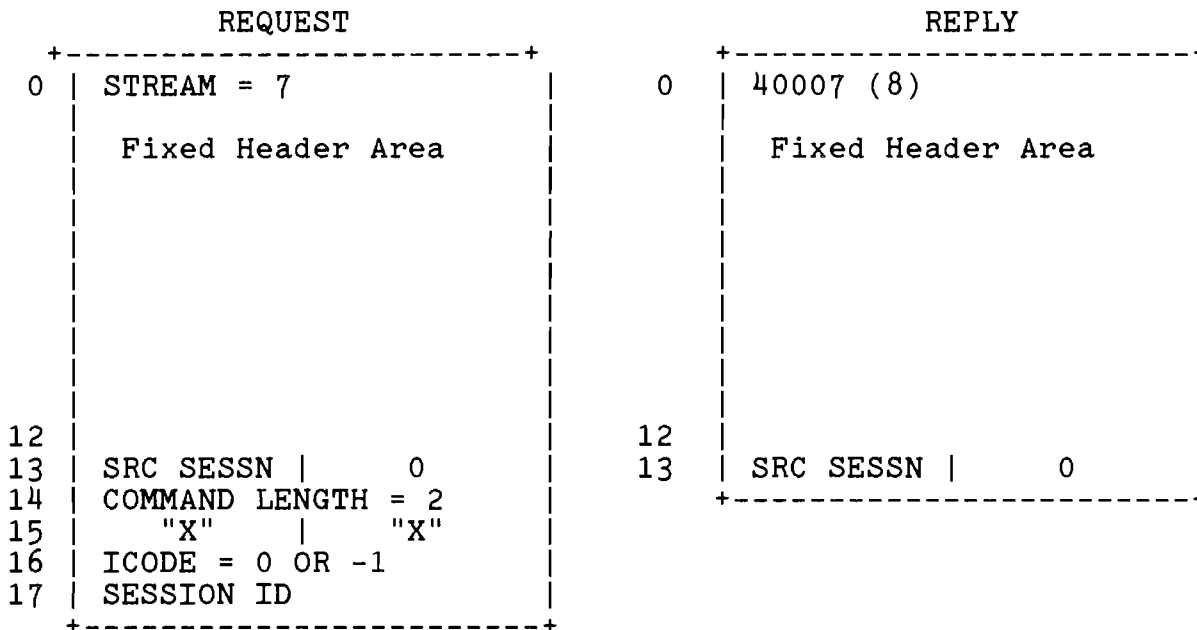 REQUEST REPLY
+-----------------------+ +-----------------------+
0 | STREAM = 7 | 0 | 40007 (8)
| Fixed Header Area | | Fixed Header Area
12 | 12 |
13 | SRC SESSN | 0 | 13 | SRC SESSN | 0
14 | COMMAND LENGTH = 2 | +-----------------------+
15 | "X" | "X" |
16 | ICODE = 0 OR -1 |
17 | SESSION ID |
+-----------------------+